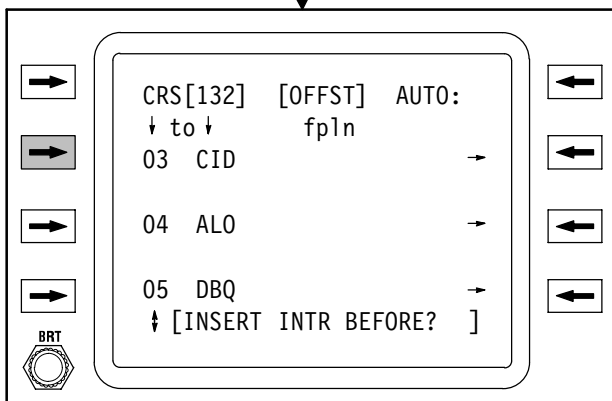 CRS[132] [OFFST] AUTO:
↓ to ↓ fpln
03 CID →
04 ALO →
05 DBQ →
↕ [INSERT INTR BEFORE? ]
BRT